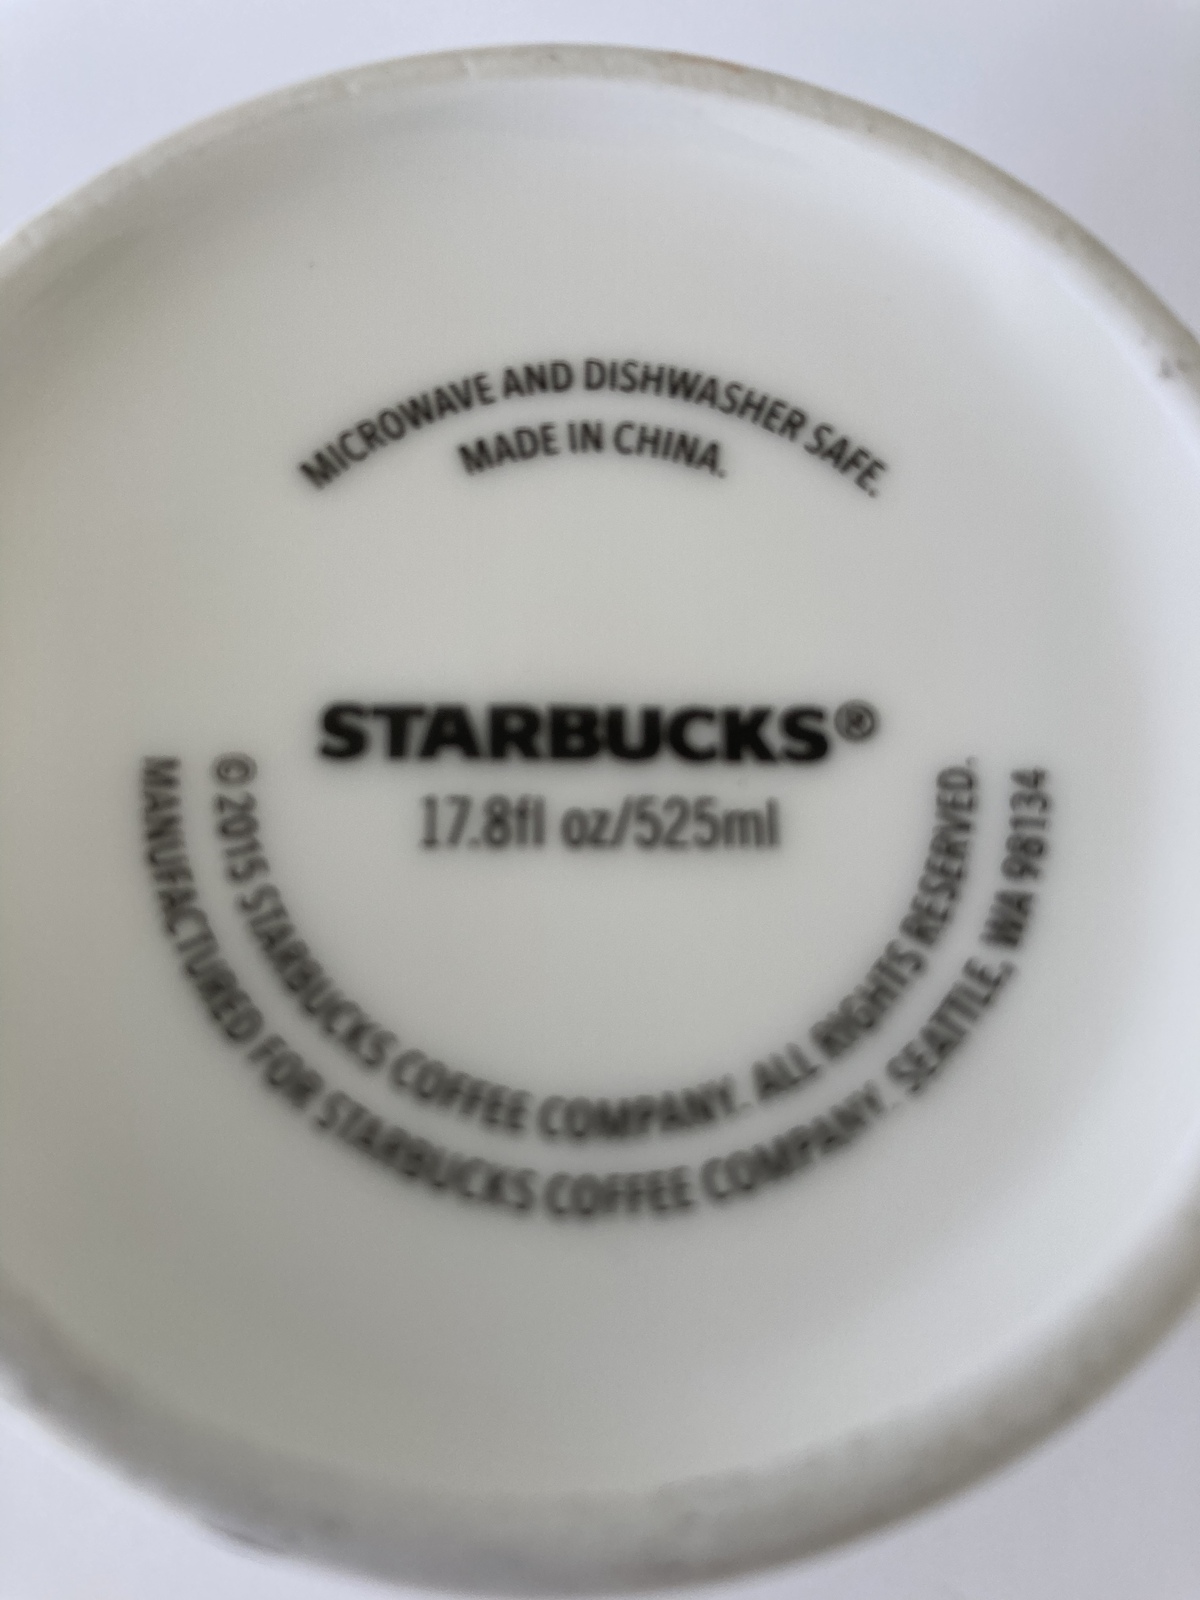 MICROWAVE AND DISHWASHER SAFE.
MADE IN CHINA.
STARBUCKS®
17.8fl oz/525ml
© 2015 STARBUCKS COFFEE COMPANY. ALL RIGHTS RESERVED.
MANUFACTURED FOR STARBUCKS COFFEE COMPANY. SEATTLE, WA 98134